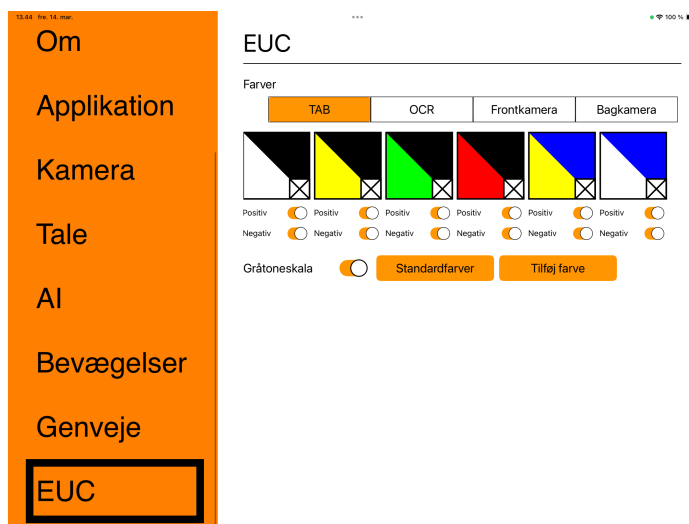 13.44 fre. 14. mar.
100 %
Om
Applikation
Kamera
Tale
AI
Bevægelser
Genveje
EUC
EUC
Farver
TAB OCR Frontkamera Bagkamera
Positiv Positiv Positiv Positiv Positiv Positiv
Negativ Negativ Negativ Negativ Negativ Negativ
Gråtoneskala Standardfarver Tilføj farve